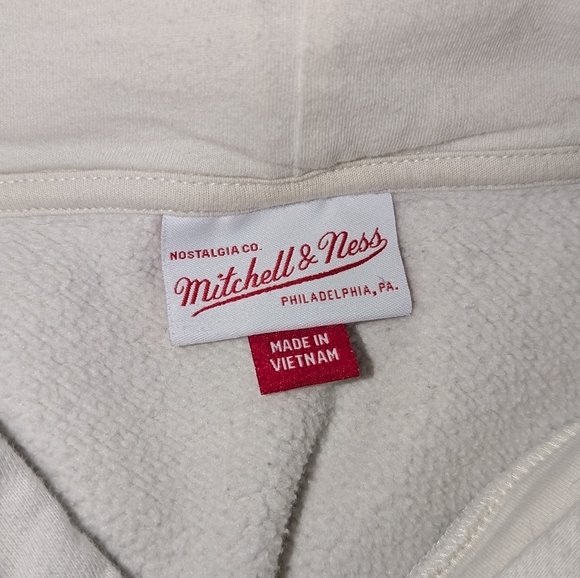 NOSTALGIA CO.
Mitchell & Ness
PHILADELPHIA, PA.
MADE IN
VIETNAM